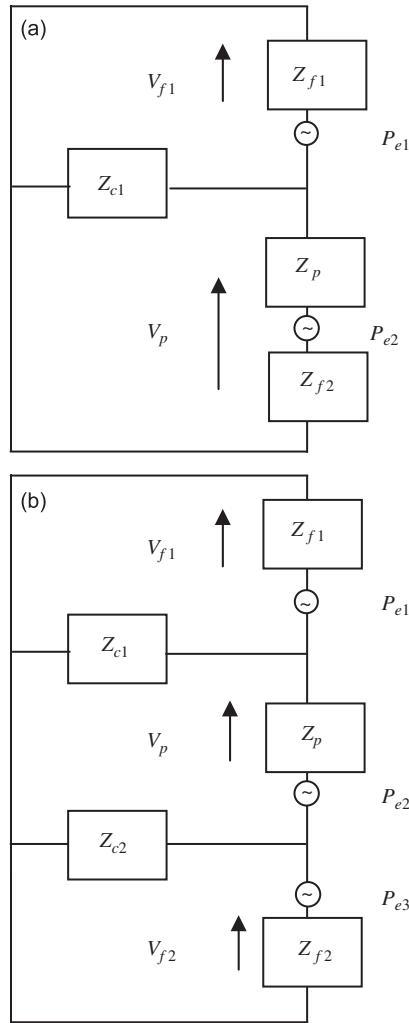 (a)
Z_{f1}
V_{f1}
~
P_{e1}
Z_{c1}
Z_p
V_p
~
P_{e2}
Z_{f2}
(b)
Z_{f1}
V_{f1}
~
P_{e1}
Z_{c1}
Z_p
V_p
~
P_{e2}
Z_{c2}
~
P_{e3}
V_{f2}
Z_{f2}